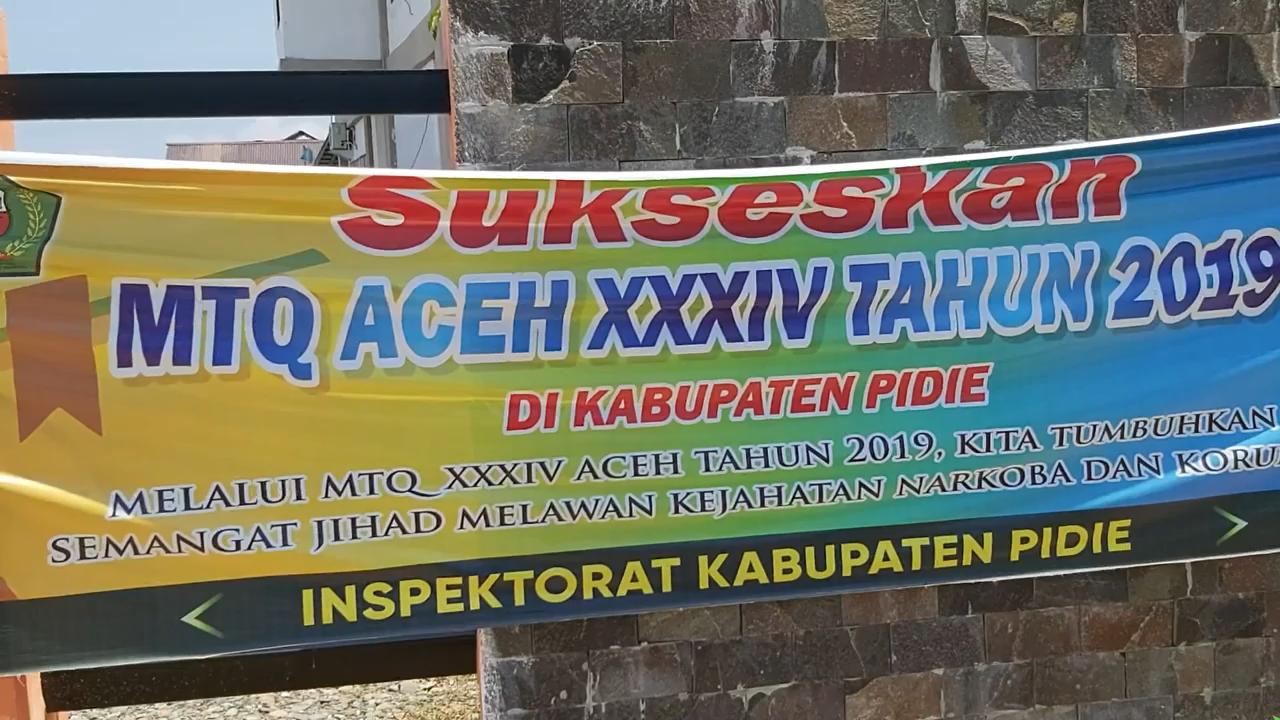 Sukseskan
MTQ ACEH XXXIV TAHUN 2019
DI KABUPATEN PIDIE
MELALUI MTQ XXXIV ACEH TAHUN 2019, KITA TUMBUHKAN
SEMANGAT JIHAD MELAWAN KEJAHATAN NARKOBA DAN
INSPEKTORAT KABUPATEN PIDIE